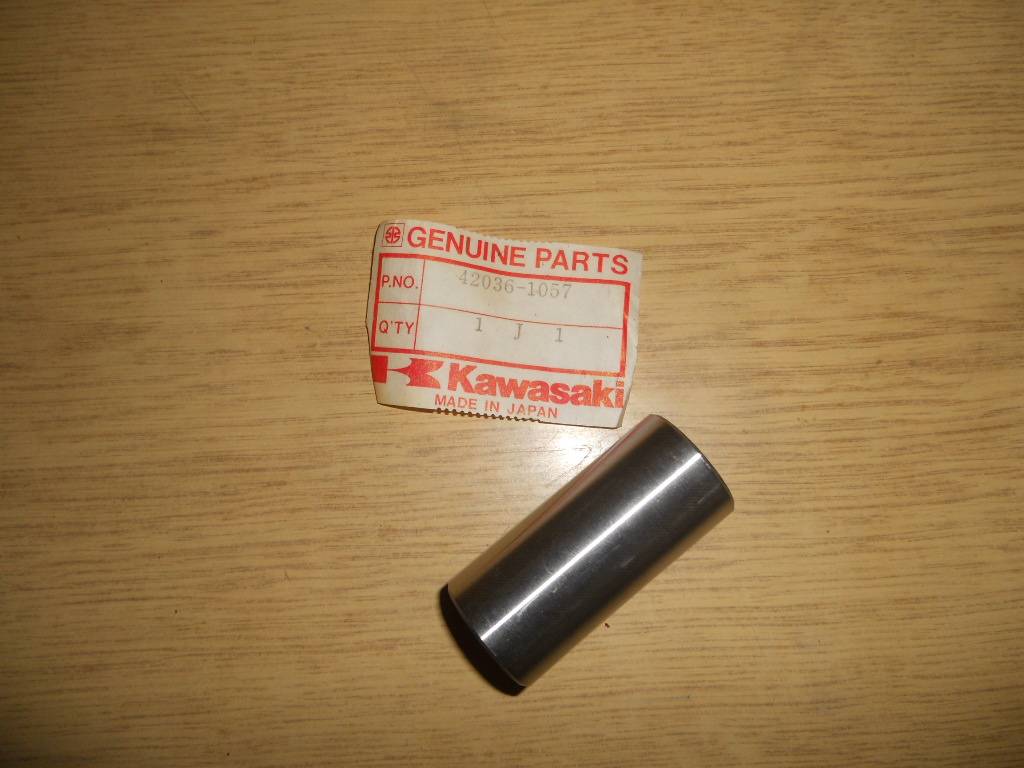 GENUINE PARTS
P.NO. 42036-1057
Q'TY 1 J 1
Kawasaki
MADE IN JAPAN